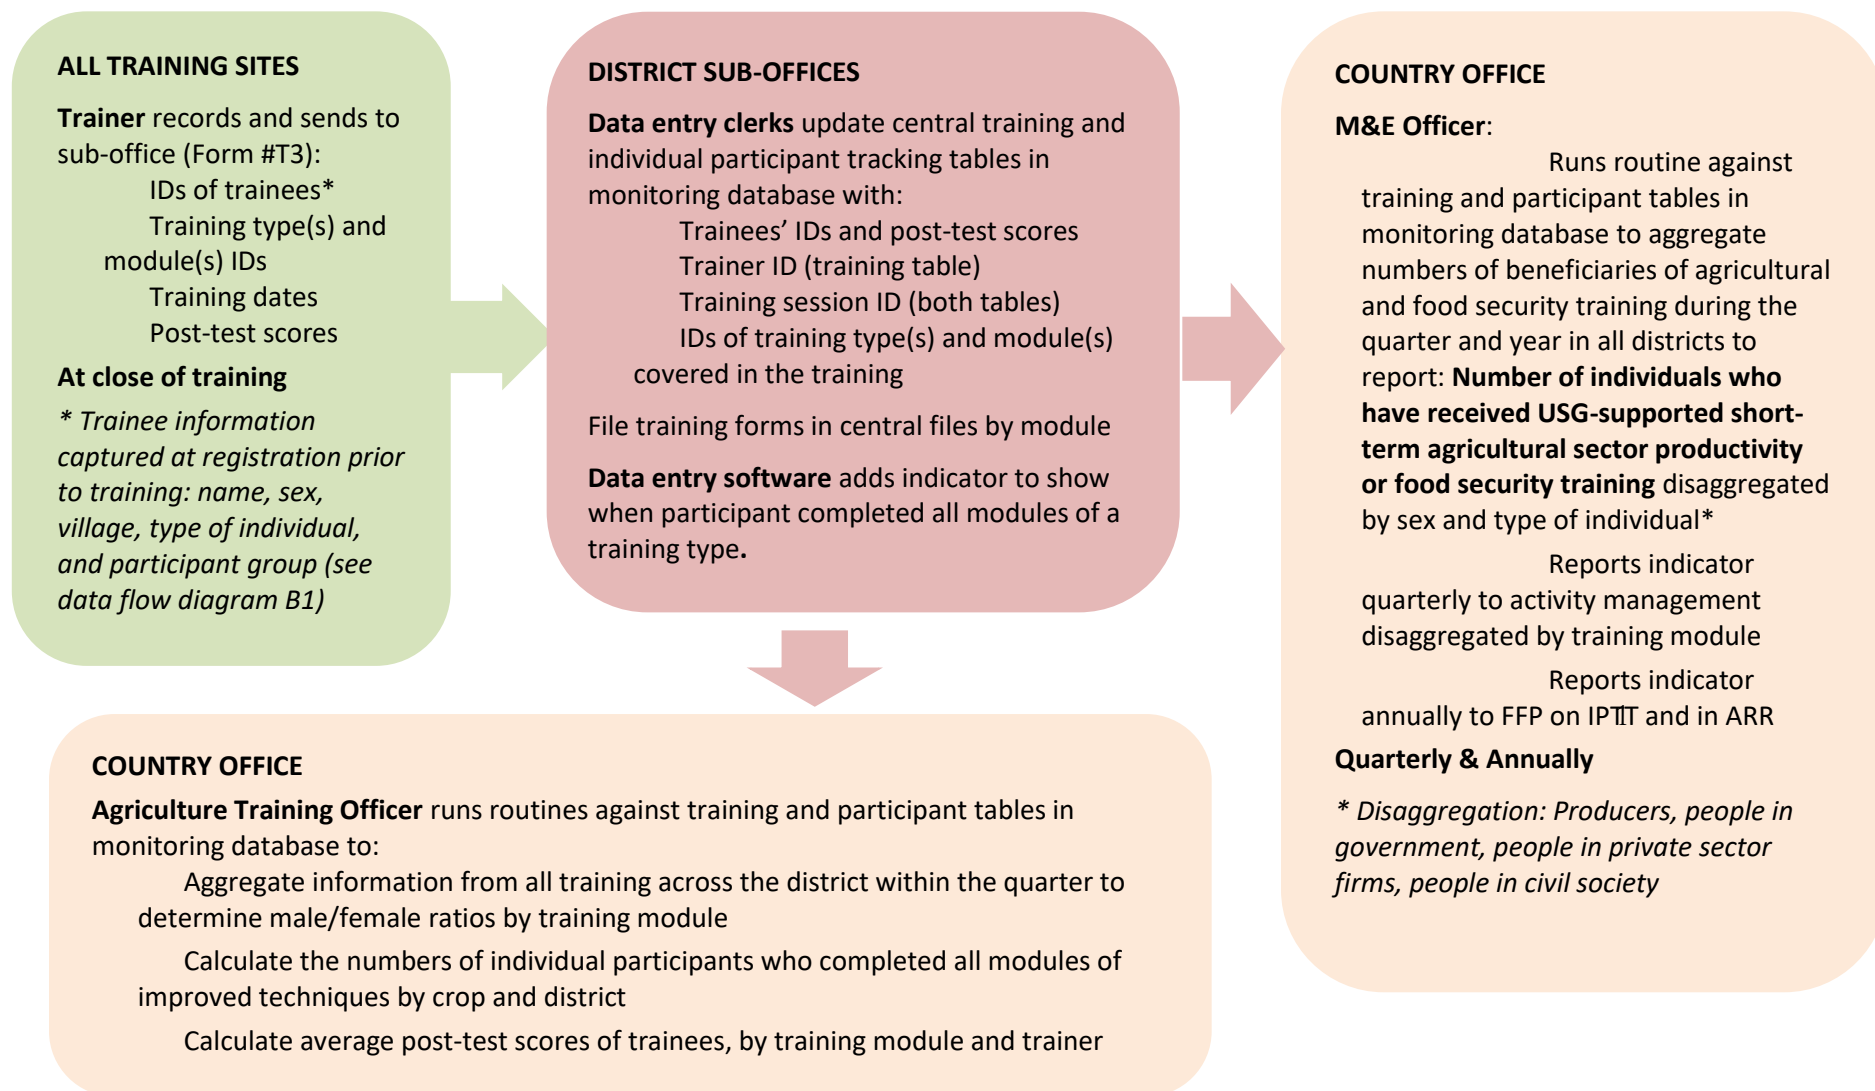 ALL TRAINING SITES
Trainer records and sends to
sub-office (Form #T3):
IDs of trainees*
Training type(s) and
module(s) IDs
Training dates
Post-test scores
At close of training
* Trainee information
captured at registration prior
to training: name, sex,
village, type of individual,
and participant group (see
data flow diagram B1)
DISTRICT SUB-OFFICES
Data entry clerks update central training and
individual participant tracking tables in
monitoring database with:
Trainees’ IDs and post-test scores
Trainer ID (training table)
Training session ID (both tables)
IDs of training type(s) and module(s)
covered in the training
File training forms in central files by module
Data entry software adds indicator to show
when participant completed all modules of a
training type.
COUNTRY OFFICE
M&E Officer:
Runs routine against
training and participant tables in
monitoring database to aggregate
numbers of beneficiaries of agricultural
and food security training during the
quarter and year in all districts to
report: Number of individuals who
have received USG-supported short-
term agricultural sector productivity
or food security training disaggregated
by sex and type of individual*
Reports indicator
quarterly to activity management
disaggregated by training module
Reports indicator
annually to FFP on IPTT and in ARR
Quarterly & Annually
* Disaggregation: Producers, people in
government, people in private sector
firms, people in civil society
COUNTRY OFFICE
Agriculture Training Officer runs routines against training and participant tables in
monitoring database to:
Aggregate information from all training across the district within the quarter to
determine male/female ratios by training module
Calculate the numbers of individual participants who completed all modules of
improved techniques by crop and district
Calculate average post-test scores of trainees, by training module and trainer